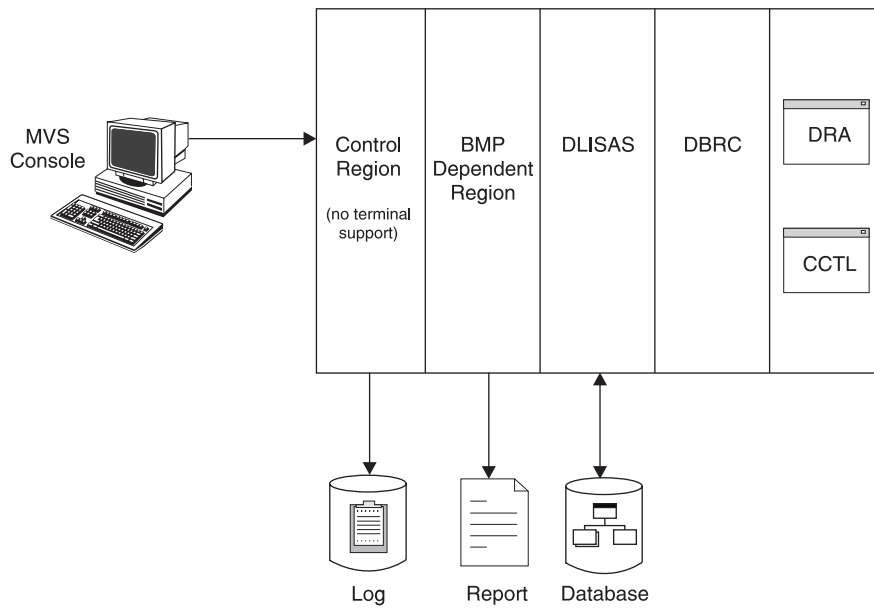 MVS
Console
Control
Region
(no terminal
support)
BMP
Dependent
Region
DLISAS
DBRC
DRA
CCTL
Log
Report
Database